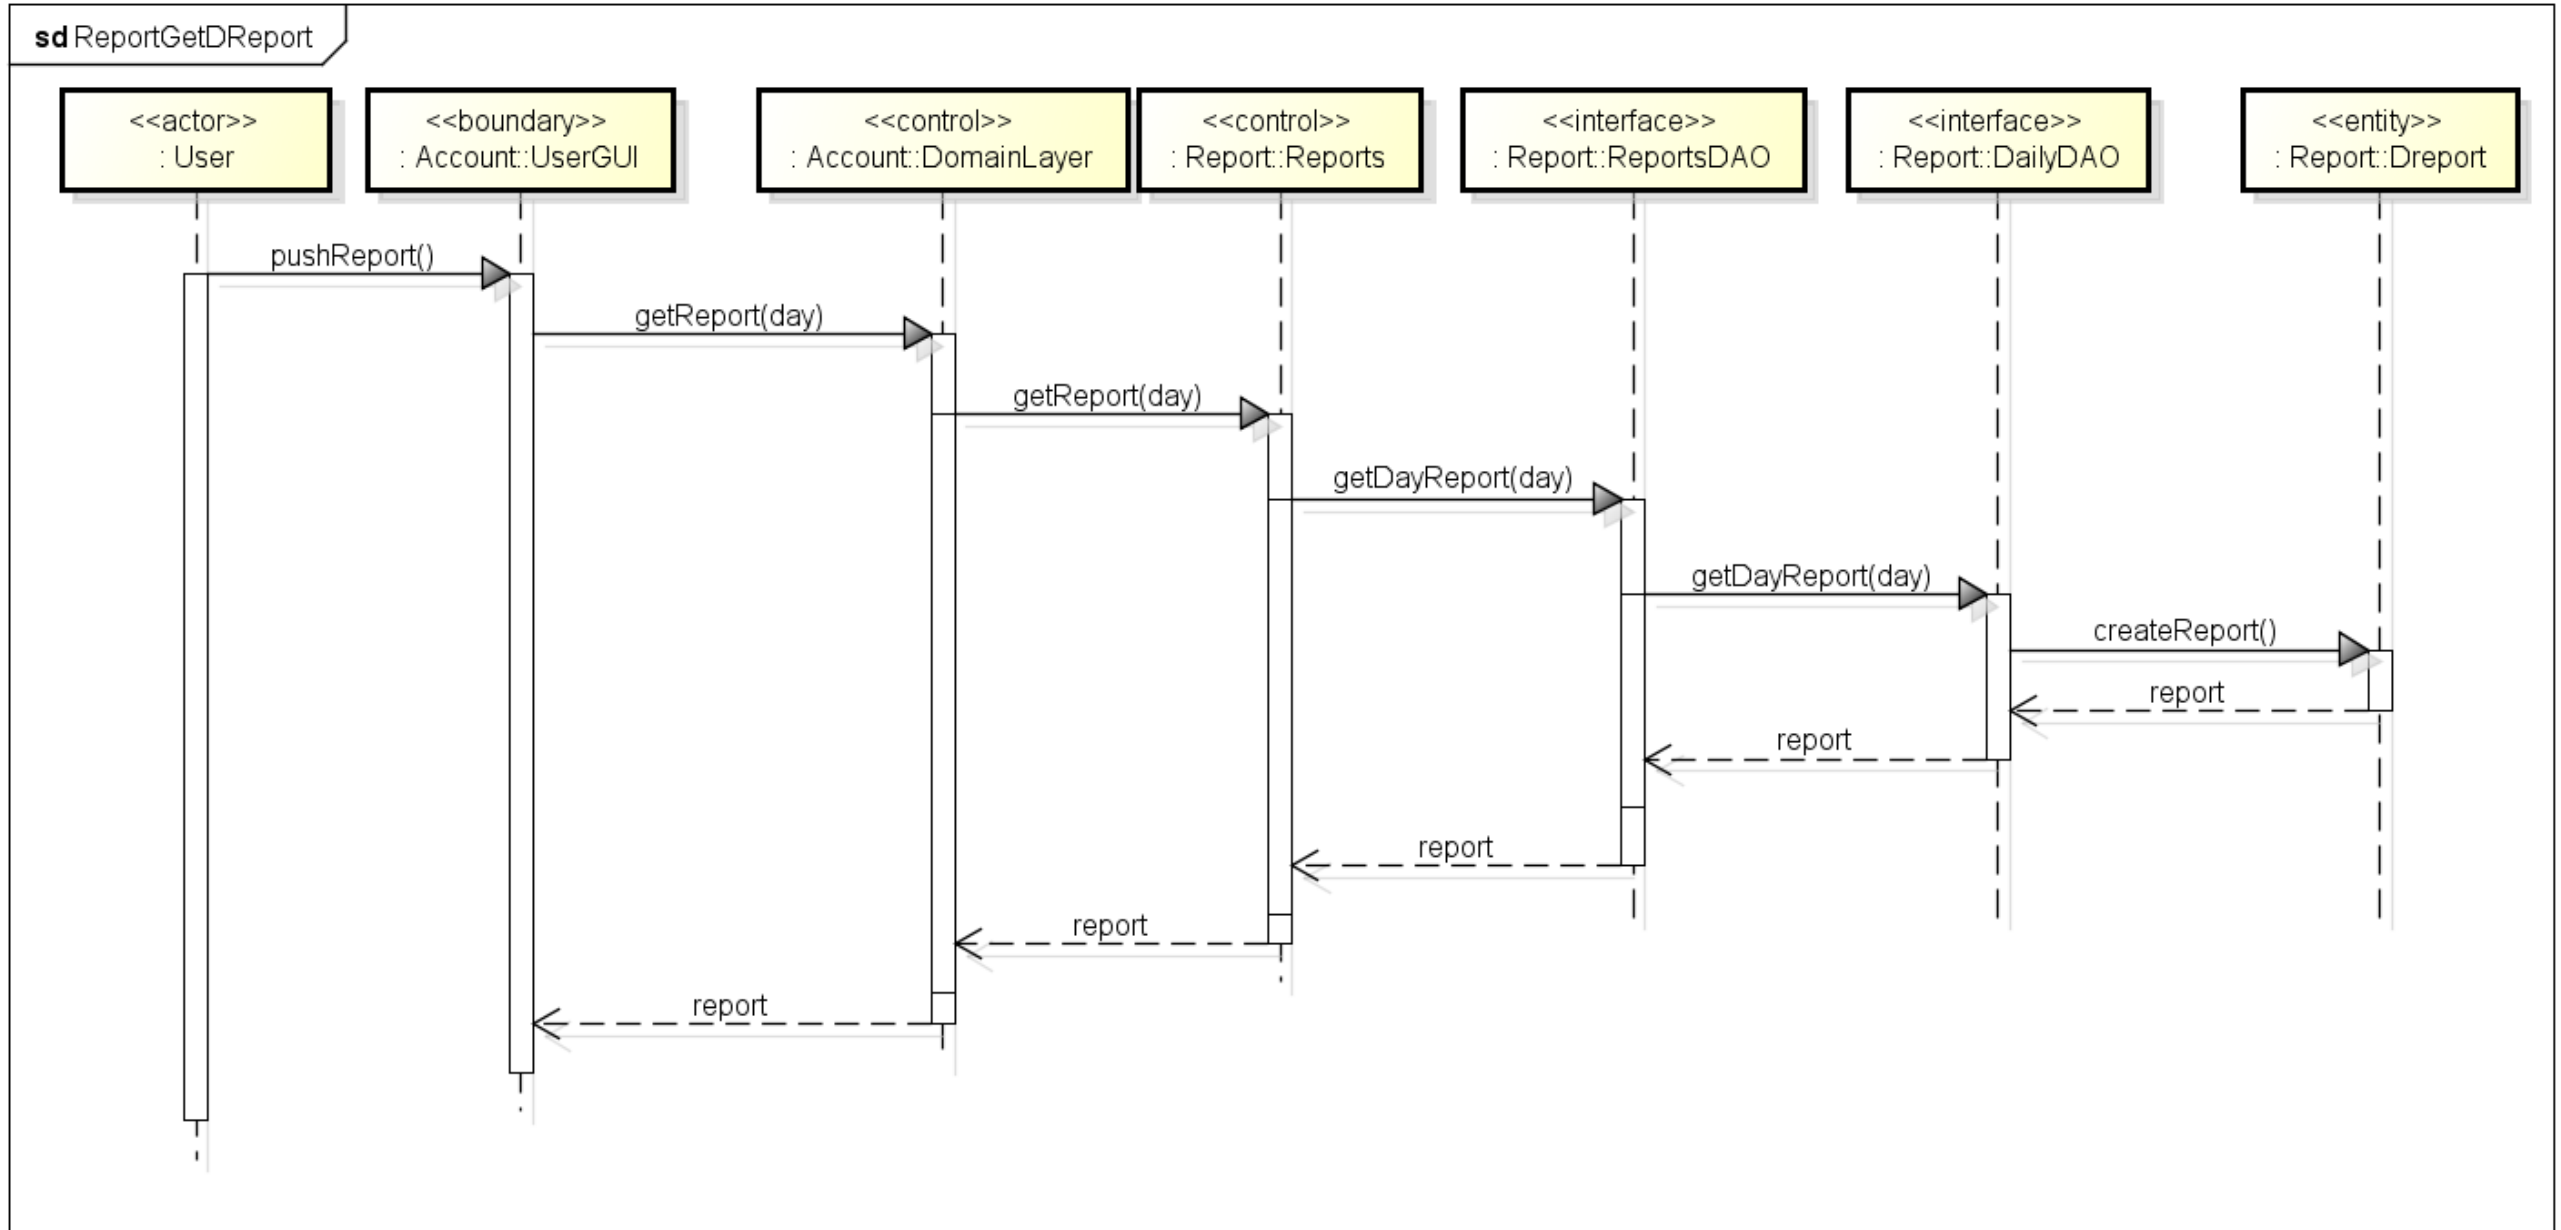 sd ReportGetDReport
<<actor>>
: User
<<boundary>>
: Account::UserGUI
<<control>>
: Account::DomainLayer
<<control>>
: Report::Reports
<<interface>>
: Report::ReportsDAO
<<interface>>
: Report::DailyDAO
<<entity>>
: Report::Dreport
pushReport()
getReport(day)
getReport(day)
getDayReport(day)
getDayReport(day)
createReport()
report
report
report
report
report